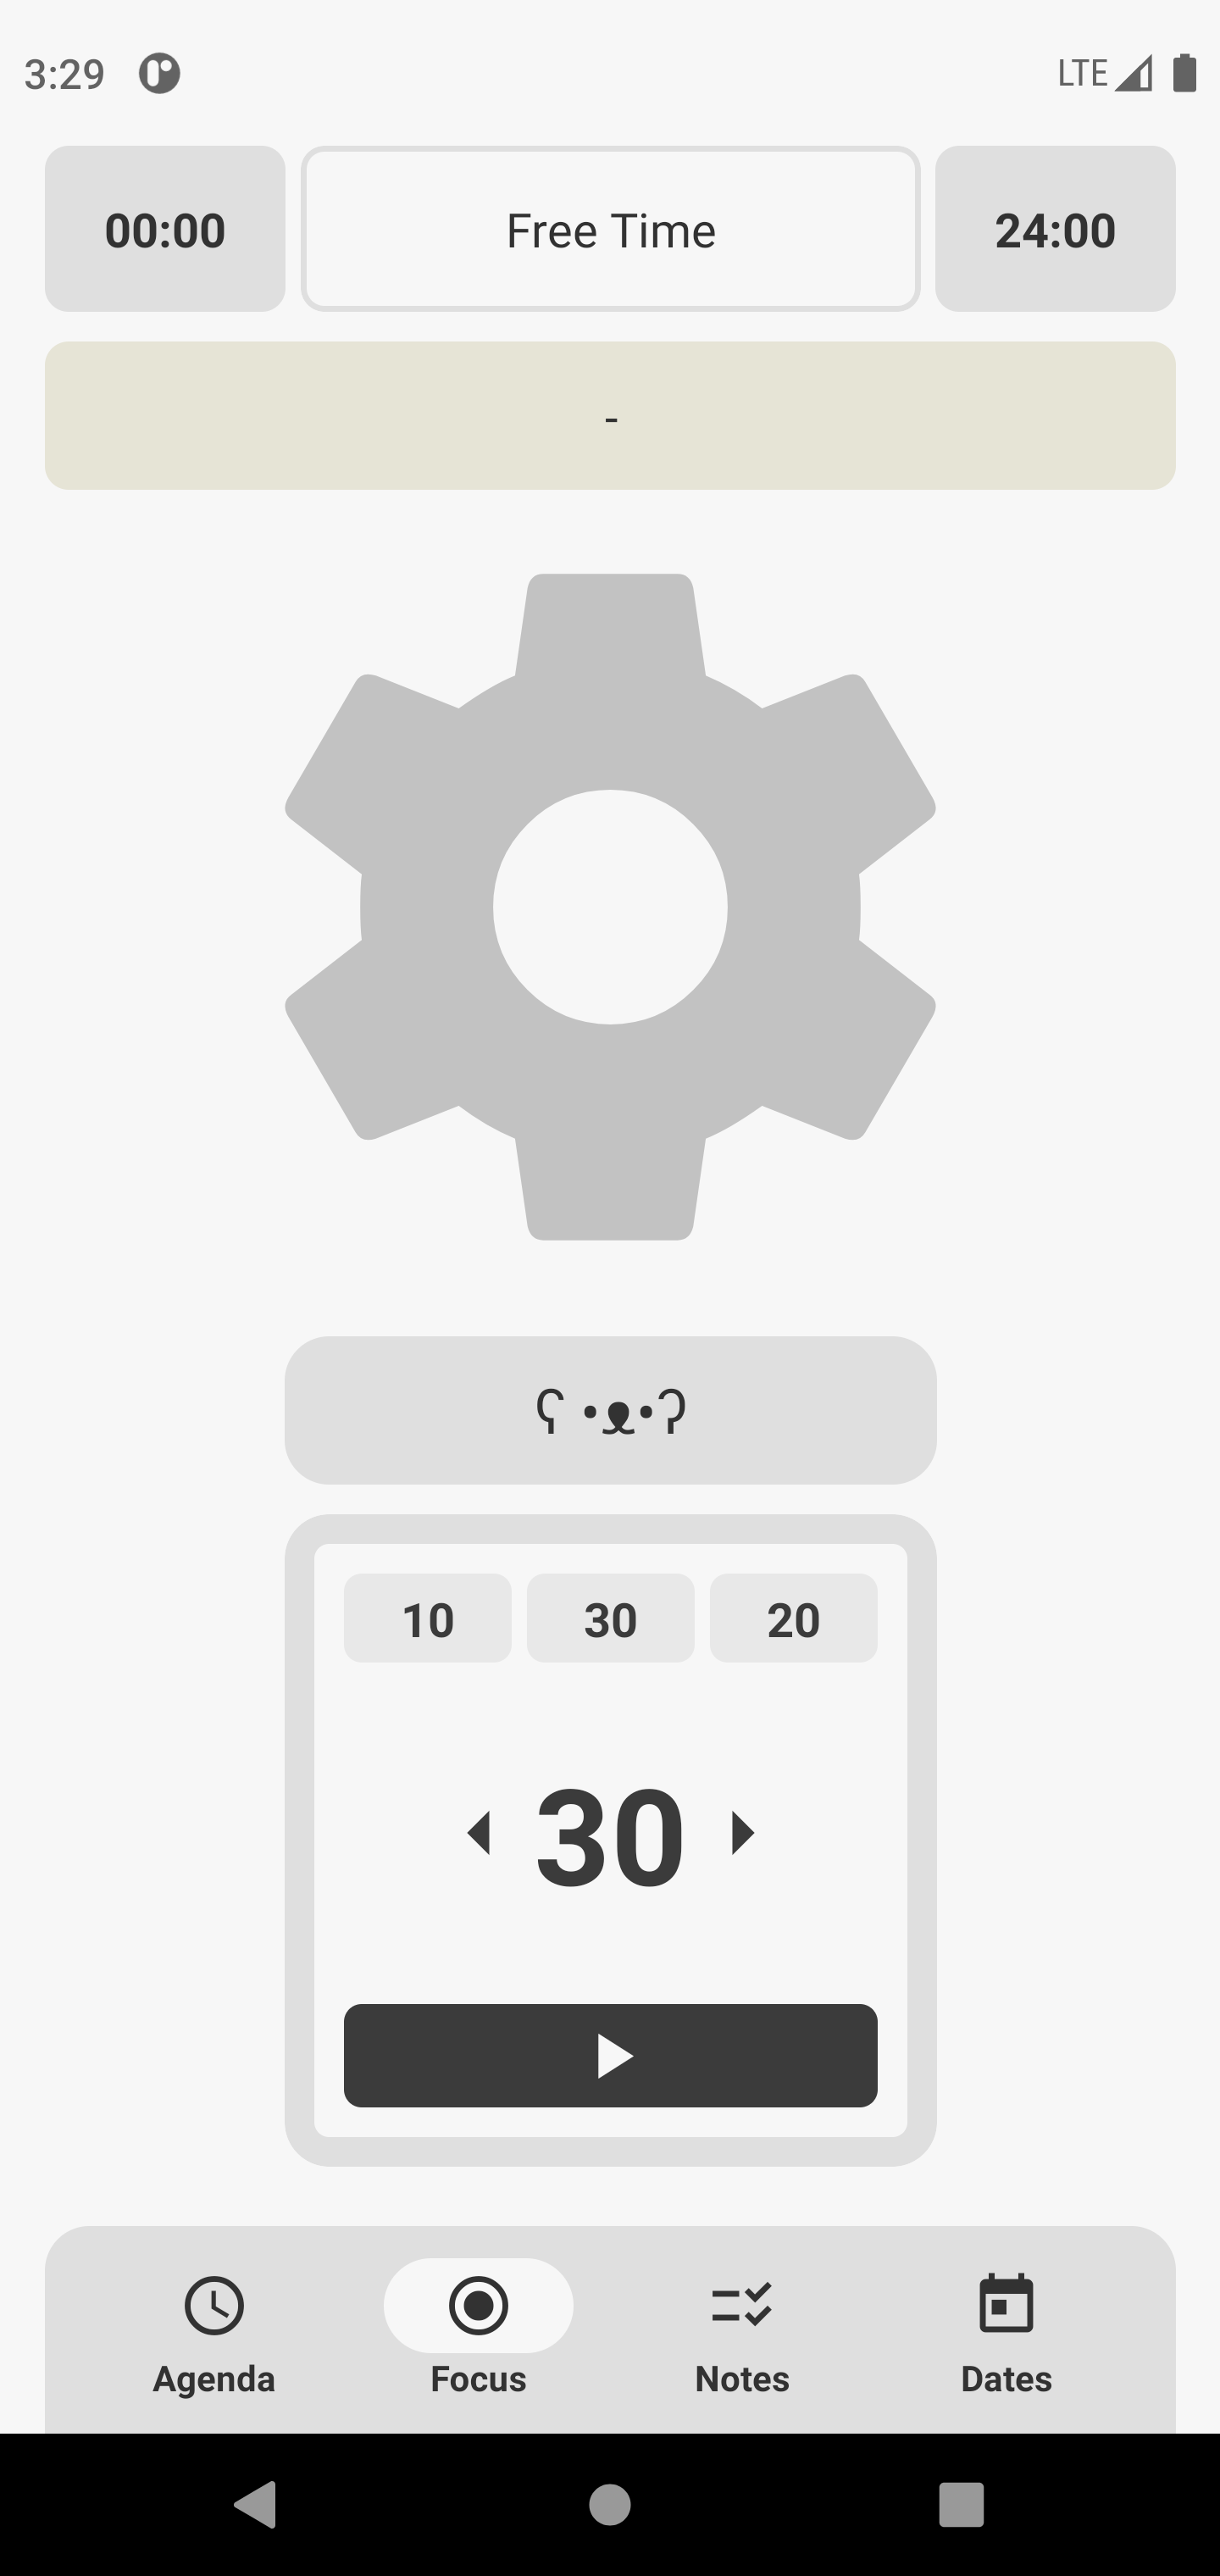 3:29 LTE
00:00 Free Time 24:00
-
ʕ •ᴥ•ʔ
10 30 20
30
Agenda Focus Notes Dates